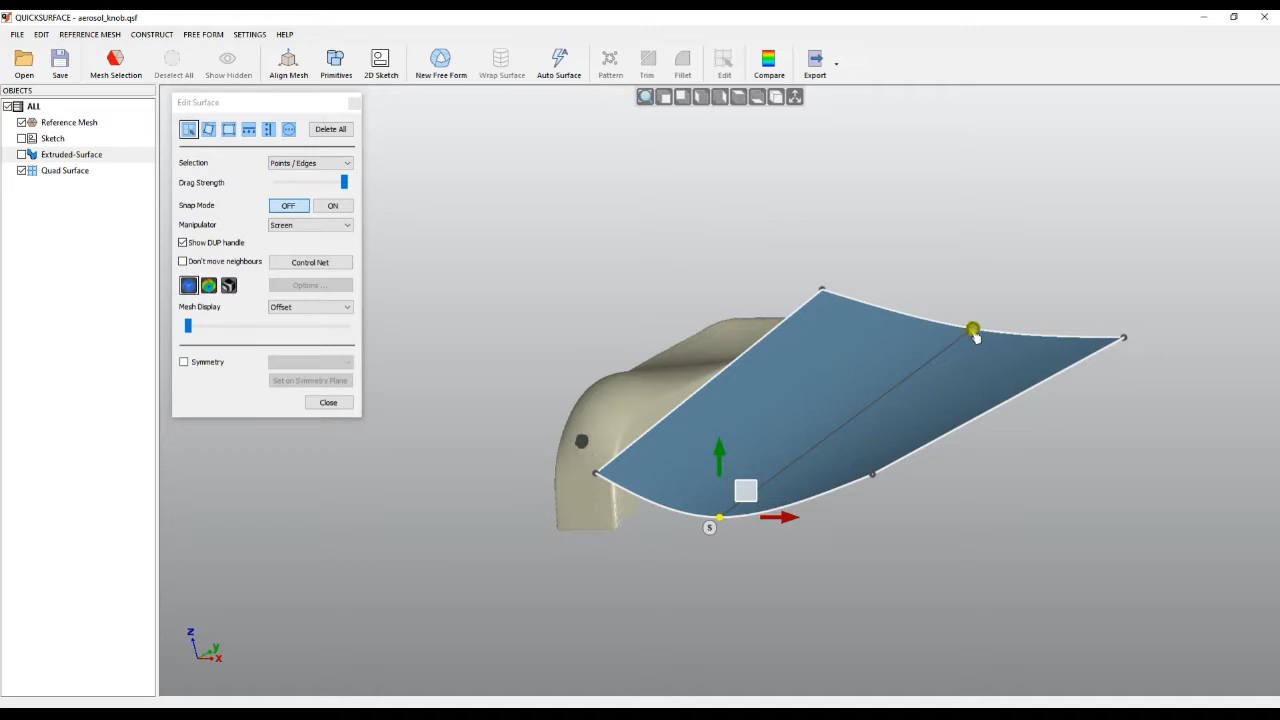 QUICKSURFACE - aerosol_knob.qsf
FILE EDIT REFERENCE MESH CONSTRUCT FREE FORM SETTINGS HELP
Open Save Mesh Selection Deselect All Show Hidden Align Mesh Primitives 2D Sketch New Free Form Wrap Surface Auto Surface Pattern Trim Fillet Edit Compare Export
OBJECTS
ALL
Reference Mesh
Sketch
Extruded-Surface
Quad Surface
Edit Surface
Delete All
Selection Points / Edges
Drag Strength
Snap Mode OFF ON
Manipulator Screen
Show DUP handle
Don't move neighbours Control Net
Options ...
Mesh Display Offset
Symmetry
Set on Symmetry Plane
Close
S
z
y
x